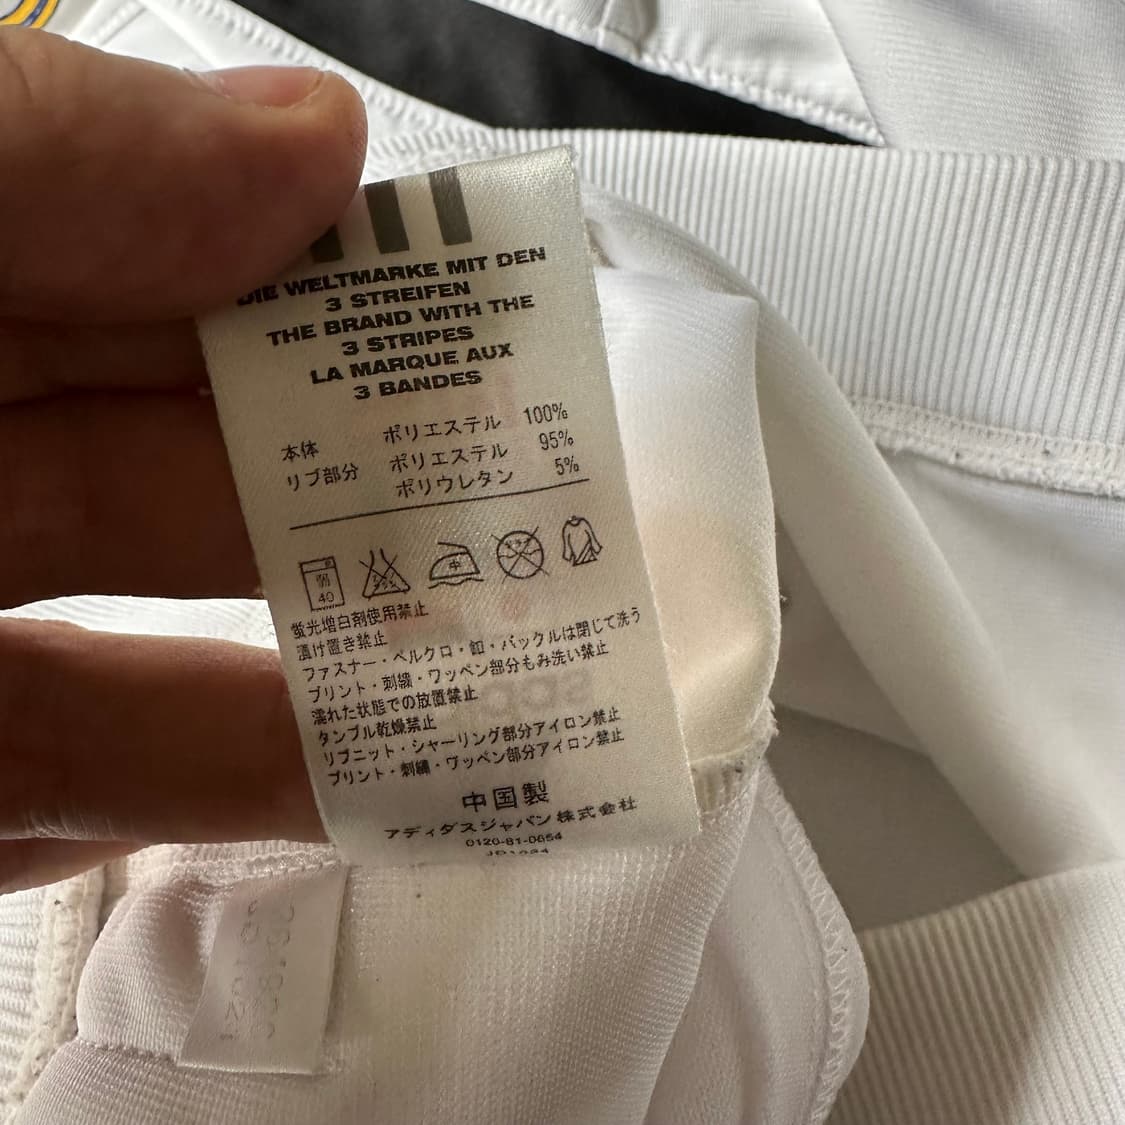 DIE WELTMARKE MIT DEN
3 STREIFEN
THE BRAND WITH THE
3 STRIPES
LA MARQUE AUX
3 BANDES
本体 ポリエステル 100%
リブ部分 ポリエステル 95%
ポリウレタン 5%
弱
40
中
蛍光増白剤使用禁止
漬け置き禁止
ファスナー・ベルクロ・釦・バックルは閉じて洗う
プリント・刺繍・ワッペン部分もみ洗い禁止
濡れた状態での放置禁止
タンブル乾燥禁止
リブニット・シャーリング部分アイロン禁止
プリント・刺繍・ワッペン部分アイロン禁止
中国製
アディダスジャパン株式会社
0120-81-0654